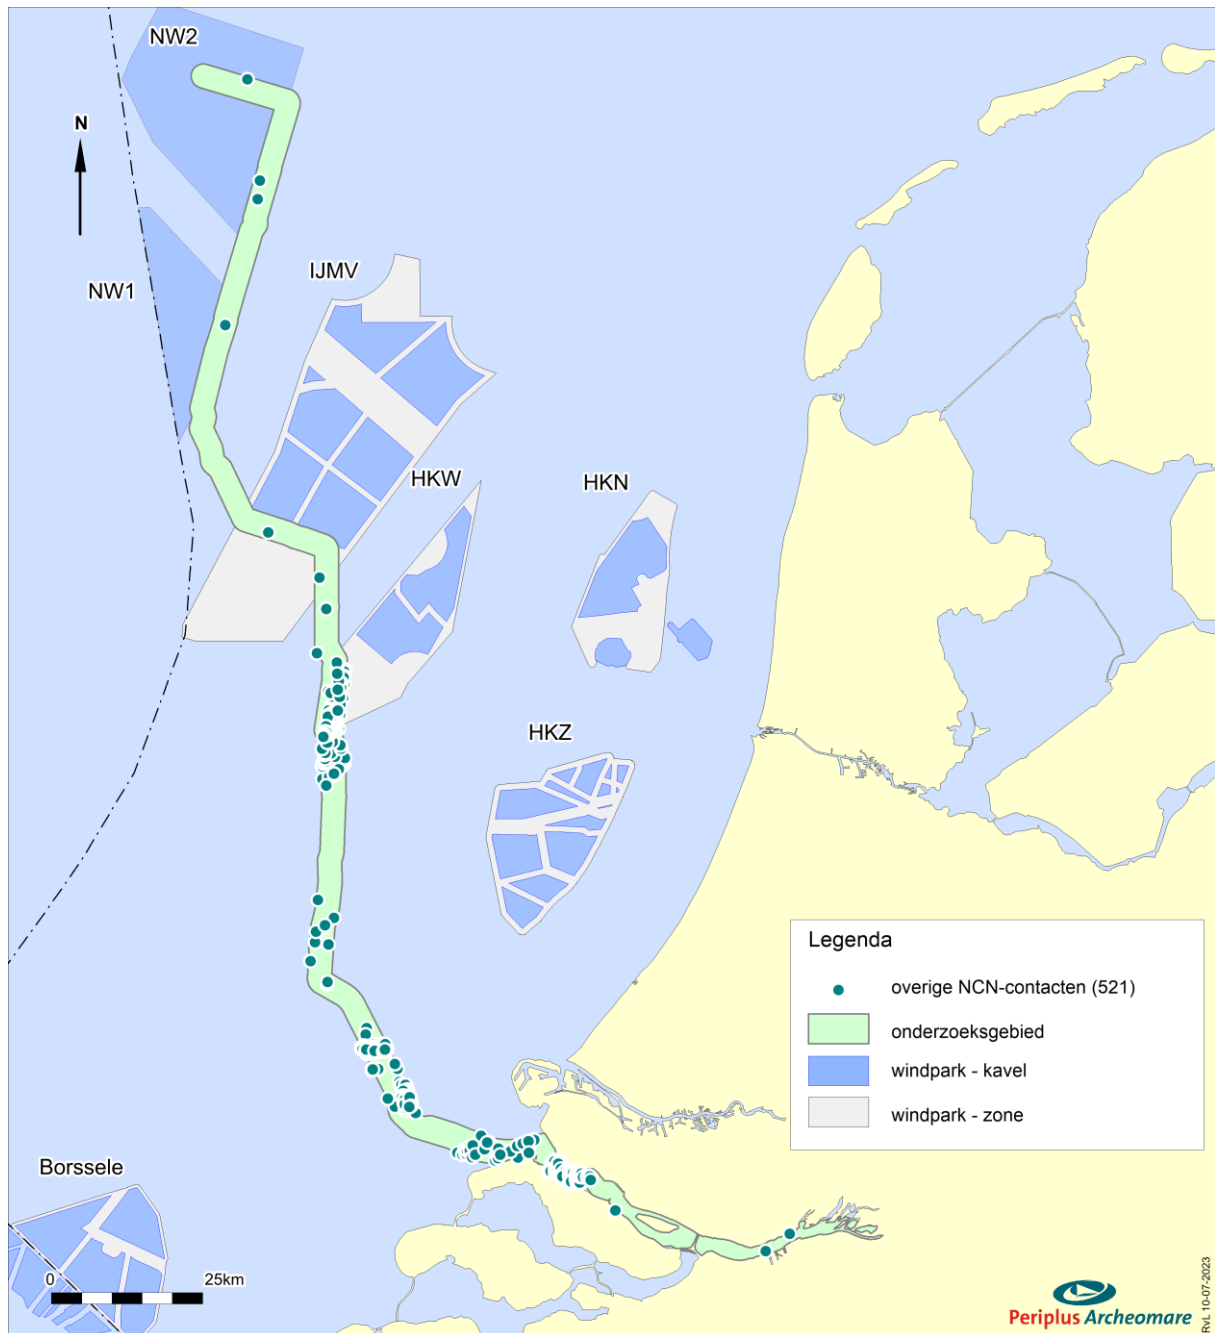 NW2
N
NW1
IJMV
HKW
HKN
HKZ
Legenda
overige NCN-contacten (521)
onderzoeksgebied
windpark - kavel
windpark - zone
Borssele
0
25km
Periplus Archeomare
RvL 10-07-2023